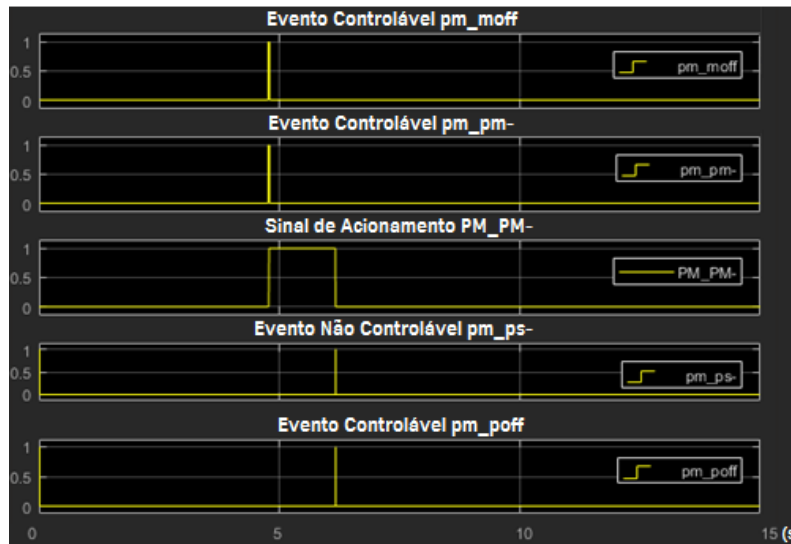 Evento Controlável pm_moff
1
0.5
0
pm_moff
Evento Controlável pm_pm-
1
0.5
0
pm_pm-
Sinal de Acionamento PM_PM-
1
0.5
0
PM_PM-
Evento Não Controlável pm_ps-
1
0.5
0
pm_ps-
Evento Controlável pm_poff
1
0.5
0
pm_poff
0 5 10 15 (s